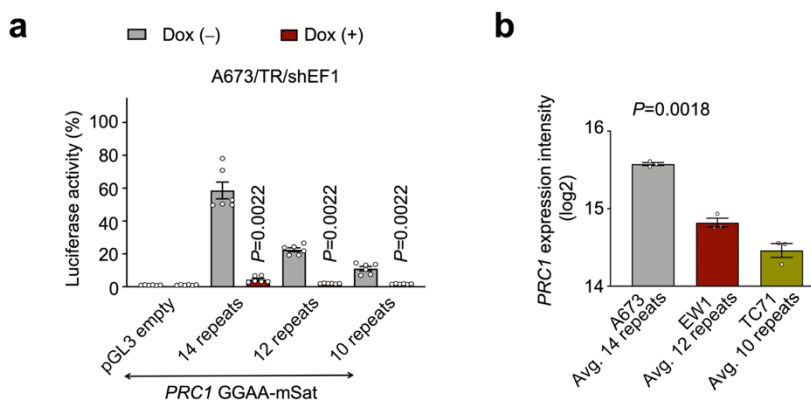 a
Dox (–)
Dox (+)
A673/TR/shEF1
Luciferase activity (%)
100
80
60
40
20
0
P=0.0022
P=0.0022
P=0.0022
pGL3 empty
14 repeats
12 repeats
10 repeats
PRC1 GGAA-mSat
b
P=0.0018
PRC1 expression intensity
(log2)
16
15
14
A673
Avg. 14 repeats
EW1
Avg. 12 repeats
TC71
Avg. 10 repeats